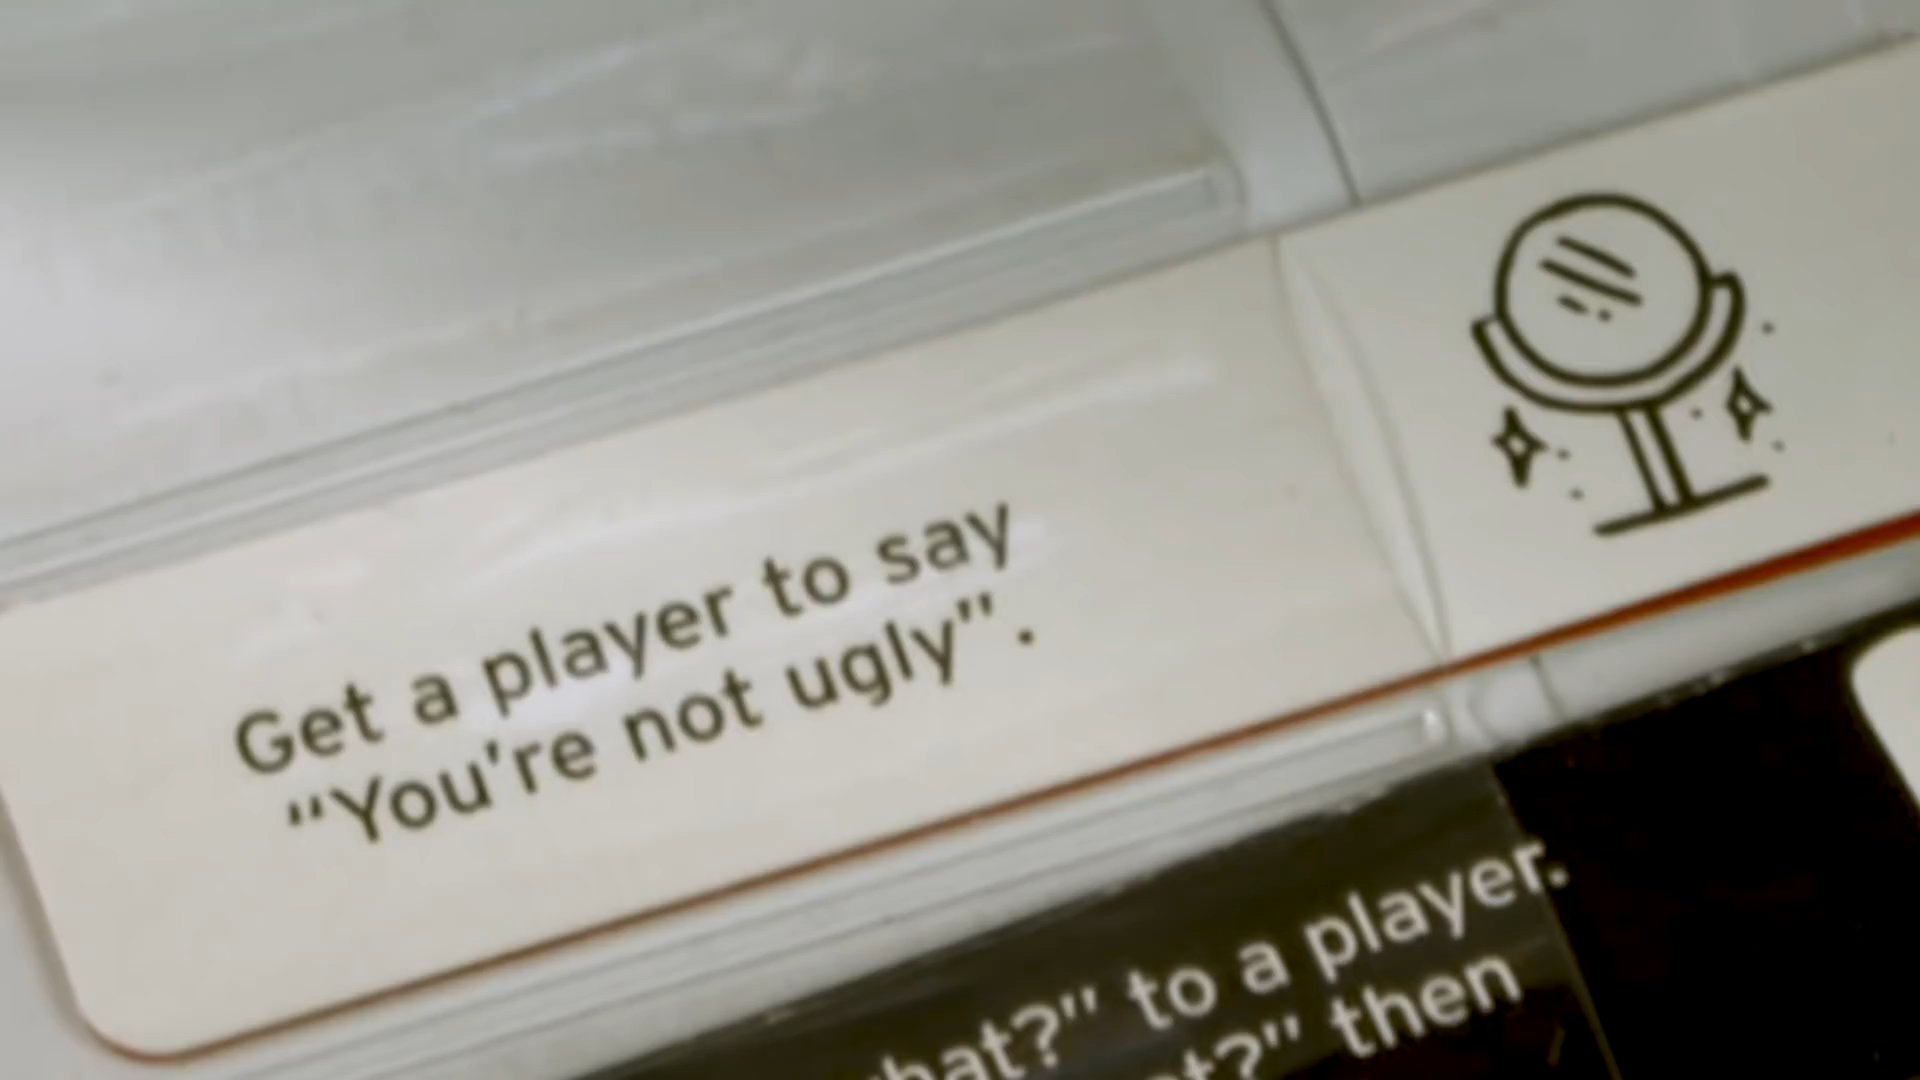 Get a player to say
“You’re not ugly”.
to a player.
then